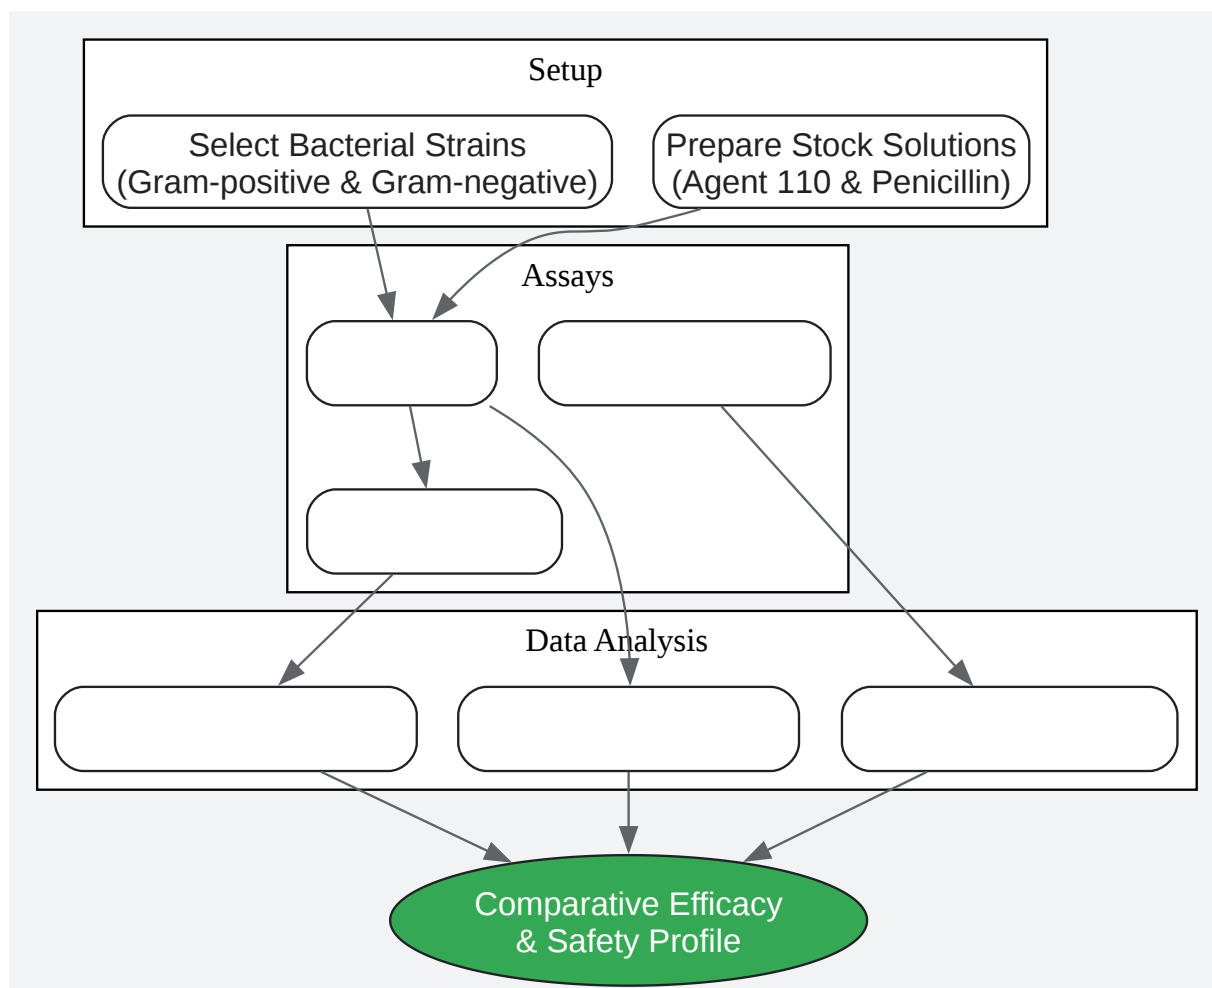 Setup
Select Bacterial Strains
(Gram-positive & Gram-negative)
Prepare Stock Solutions
(Agent 110 & Penicillin)
Assays
Data Analysis
Comparative Efficacy
& Safety Profile